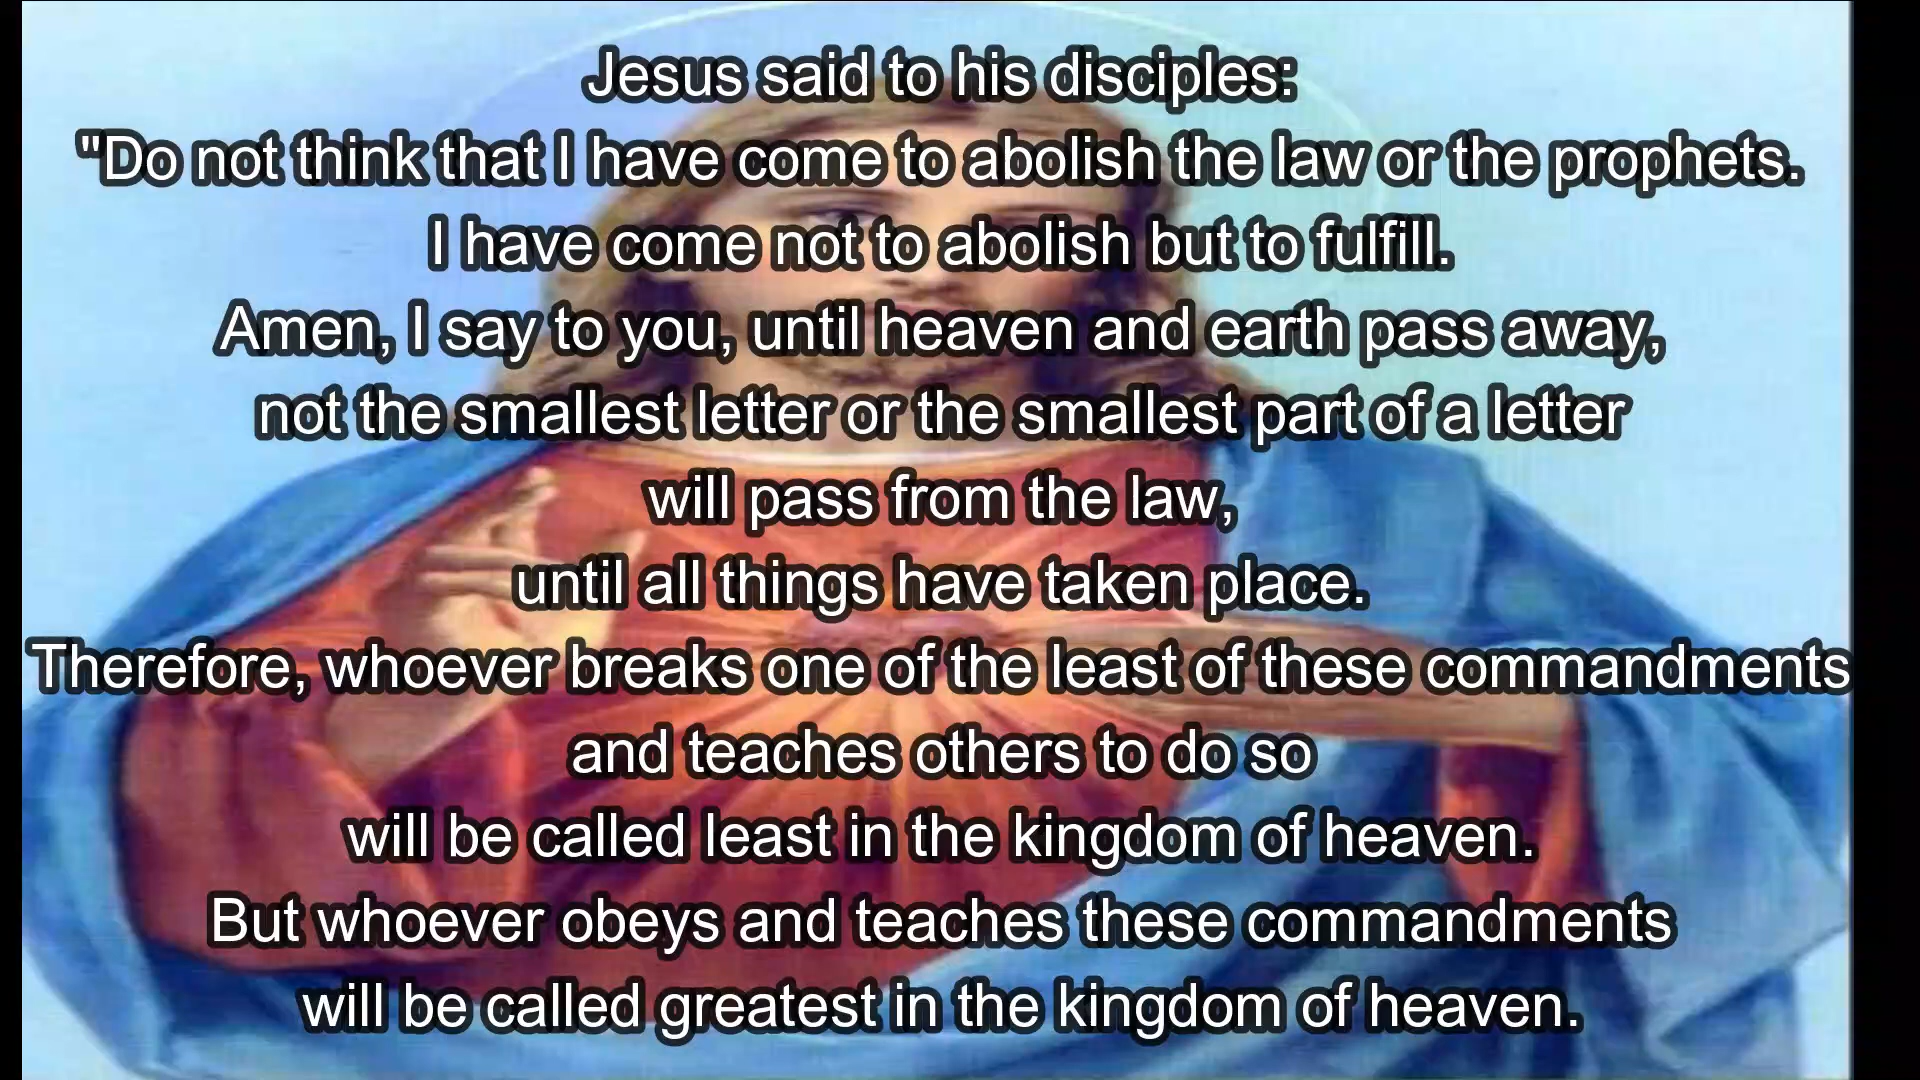 Jesus said to his disciples:
"Do not think that I have come to abolish the law or the prophets.
I have come not to abolish but to fulfill.
Amen, I say to you, until heaven and earth pass away,
not the smallest letter or the smallest part of a letter
will pass from the law,
until all things have taken place.
Therefore, whoever breaks one of the least of these commandments
and teaches others to do so
will be called least in the kingdom of heaven.
But whoever obeys and teaches these commandments
will be called greatest in the kingdom of heaven.